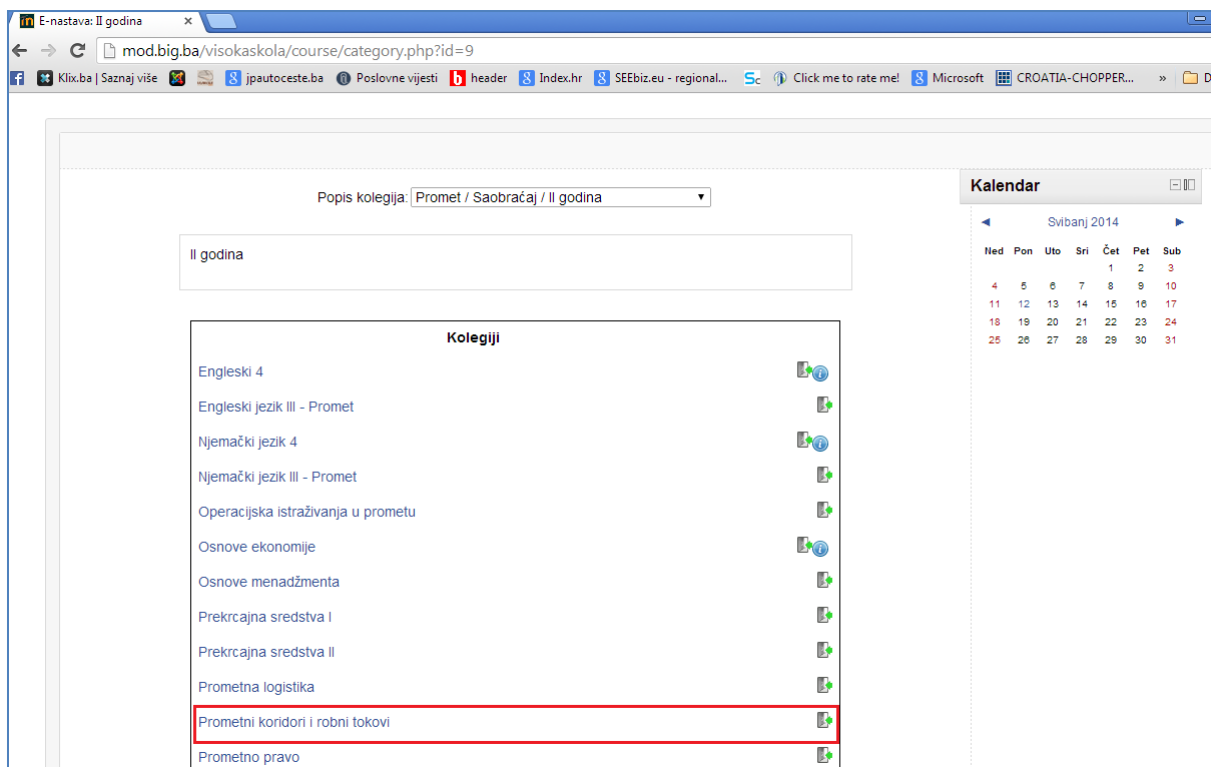 E-nastava: II godina
mod.big.ba/visokaskola/course/category.php?id=9
Klix.ba | Saznaj više jpautoceste.ba Poslovne vijesti header Index.hr SEEbiz.eu - regional... Click me to rate me! Microsoft CROATIA-CHOPPER... » D
Popis kolegija: Promet / Saobraćaj / II godina
II godina
Kolegiji
Engleski 4
Engleski jezik III - Promet
Njemački jezik 4
Njemački jezik III - Promet
Operacijska istraživanja u prometu
Osnove ekonomije
Osnove menadžmenta
Prekrcajna sredstva I
Prekrcajna sredstva II
Prometna logistika
Prometni koridori i robni tokovi
Prometno pravo
Kalendar
Svibanj 2014
Ned Pon Uto Sri Čet Pet Sub
1 2 3
4 5 6 7 8 9 10
11 12 13 14 15 16 17
18 19 20 21 22 23 24
25 26 27 28 29 30 31